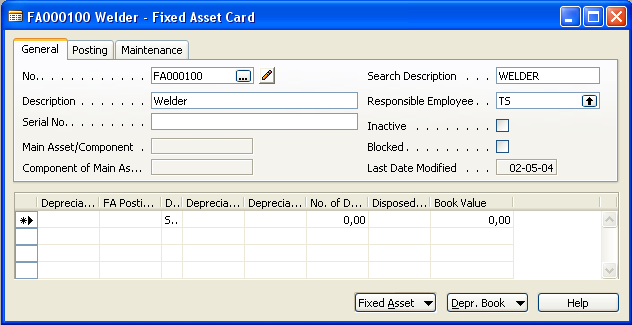 FA000100 Welder - Fixed Asset Card
General Posting Maintenance
No. . . . . . . . . . . . FA000100 ... Search Description . . . WELDER
Description . . . . . . . . Welder Responsible Employee . . TS
Serial No. . . . . . . . . Inactive . . . . . . . .
Main Asset/Component . Blocked . . . . . . . .
Component of Main As... Last Date Modified . . . 02-05-04
Deprecia... FA Posti... D.. Deprecia... Deprecia... No. of D... Disposed... Book Value
S.. 0,00 0,00
Fixed Asset Depr. Book Help